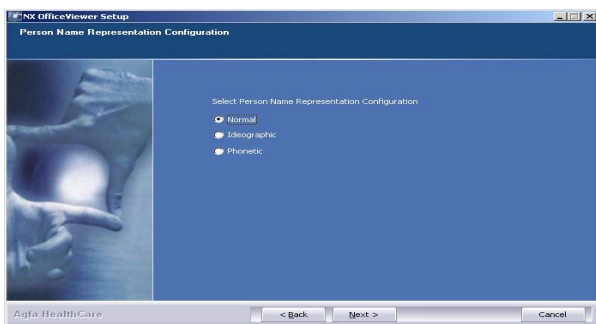 NX OfficeViewer Setup
Person Name Representation Configuration
Select Person Name Representation Configuration
Normal
Ideographic
Phonetic
Agfa HealthCare
< Back
Next >
Cancel